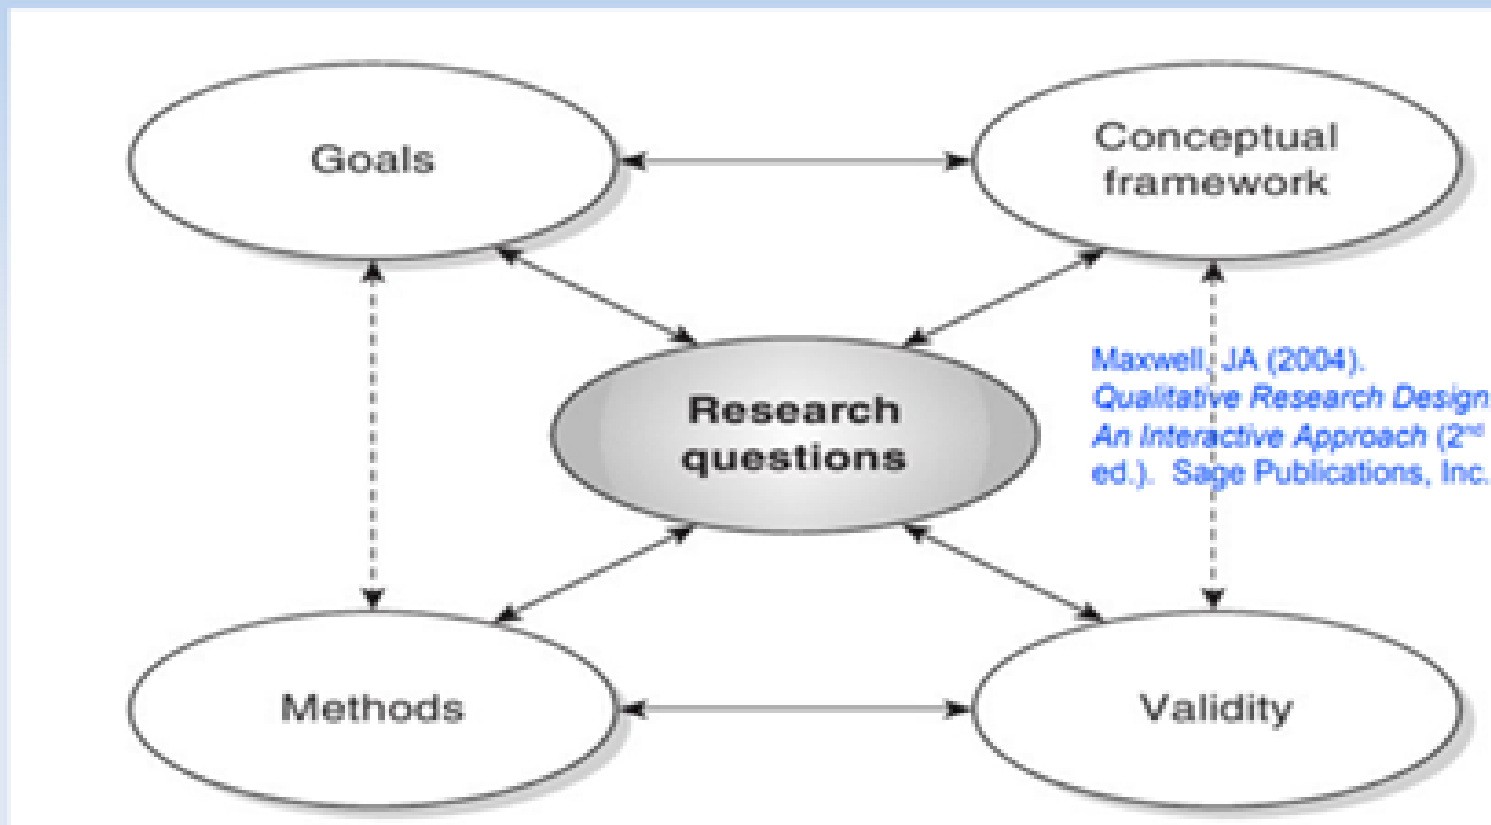 Goals
Conceptual
framework
Research
questions
Maxwell, JA (2004).
Qualitative Research Design
An Interactive Approach (2nd
ed.). Sage Publications, Inc.
Methods
Validity